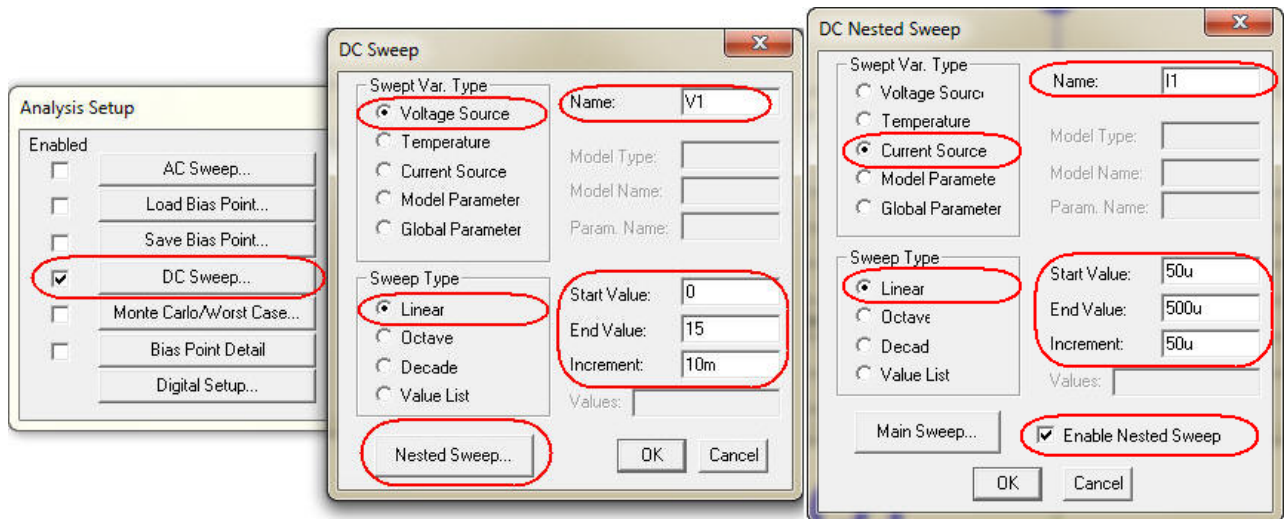 Analysis Setup
Enabled
AC Sweep...
Load Bias Point...
Save Bias Point...
DC Sweep...
Monte Carlo/Worst Case...
Bias Point Detail
Digital Setup...
DC Sweep
Swept Var. Type
Voltage Source
Temperature
Current Source
Model Parameter
Global Parameter
Name: V1
Model Type:
Model Name:
Param. Name:
Sweep Type
Linear
Octave
Decade
Value List
Start Value: 0
End Value: 15
Increment: 10m
Values:
Nested Sweep...
OK
Cancel
DC Nested Sweep
Swept Var. Type
Voltage Sourc
Temperature
Current Source
Model Paramete
Global Parameter
Name: I1
Model Type:
Model Name:
Param. Name:
Sweep Type
Linear
Octave
Decad
Value List
Start Value: 50u
End Value: 500u
Increment: 50u
Values:
Main Sweep...
Enable Nested Sweep
OK
Cancel